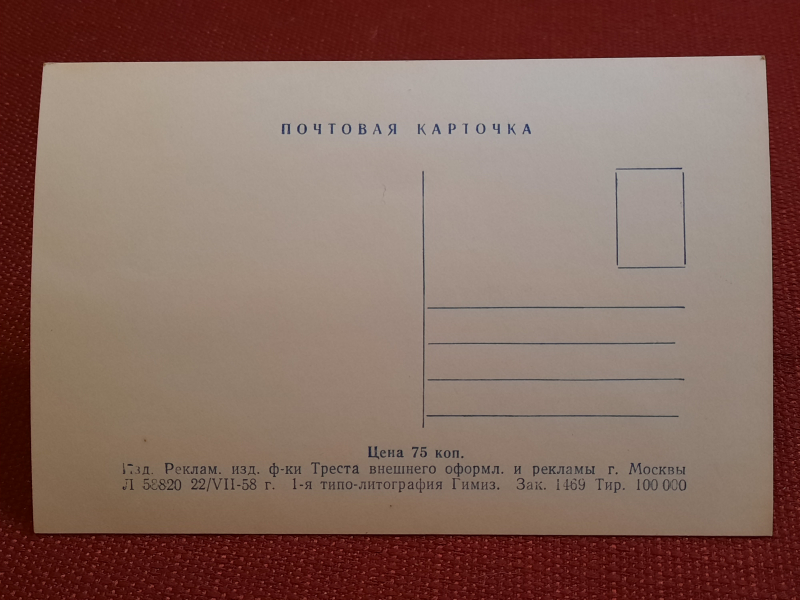 ПОЧТОВАЯ КАРТОЧКА
Цена 75 коп.
Изд. Реклам. изд. ф-ки Треста внешнего оформл. и рекламы г. Москвы
Л 58820 22/VII-58 г. 1-я типо-литография Гимиз. Зак. 1469 Тир. 100 000